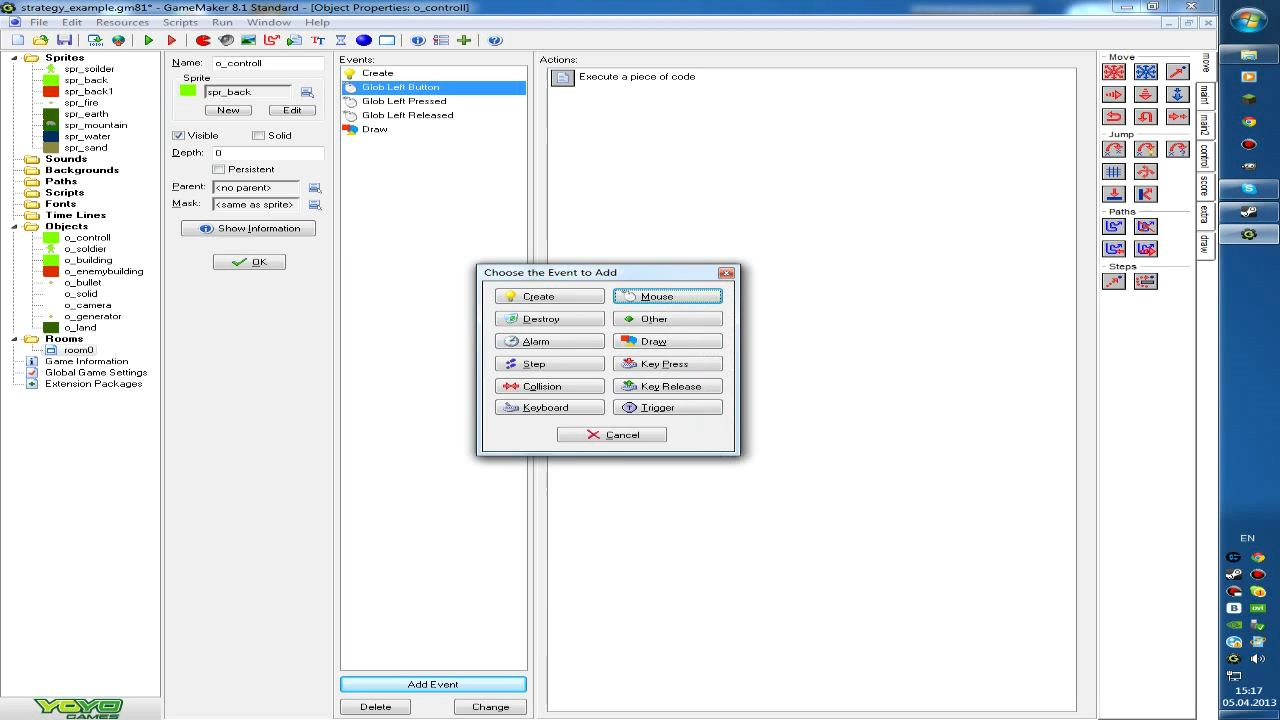 strategy_example.gm81* - GameMaker 8.1 Standard - [Object Properties: o_controll]
File Edit Resources Scripts Run Window Help
Sprites
spr_soilder
spr_back
spr_back1
spr_fire
spr_earth
spr_mountain
spr_water
spr_sand
Sounds
Backgrounds
Paths
Scripts
Fonts
Time Lines
Objects
o_controll
o_soldier
o_building
o_enemybuilding
o_bullet
o_solid
o_camera
o_generator
o_land
Rooms
room0
Game Information
Global Game Settings
Extension Packages
YOYO
GAMES
Name: o_controll
Sprite
spr_back
New Edit
Visible Solid
Depth: 0
Persistent
Parent: <no parent>
Mask: <same as sprite>
Show Information
OK
Events:
Create
Glob Left Button
Glob Left Pressed
Glob Left Released
Draw
Add Event
Delete Change
Actions:
Execute a piece of code
Choose the Event to Add
Create Mouse
Destroy Other
Alarm Draw
Step Key Press
Collision Key Release
Keyboard Trigger
Cancel
Move
Jump
Paths
Steps
move
main1
main2
control
score
extra
draw
EN
15:17
05.04.2013